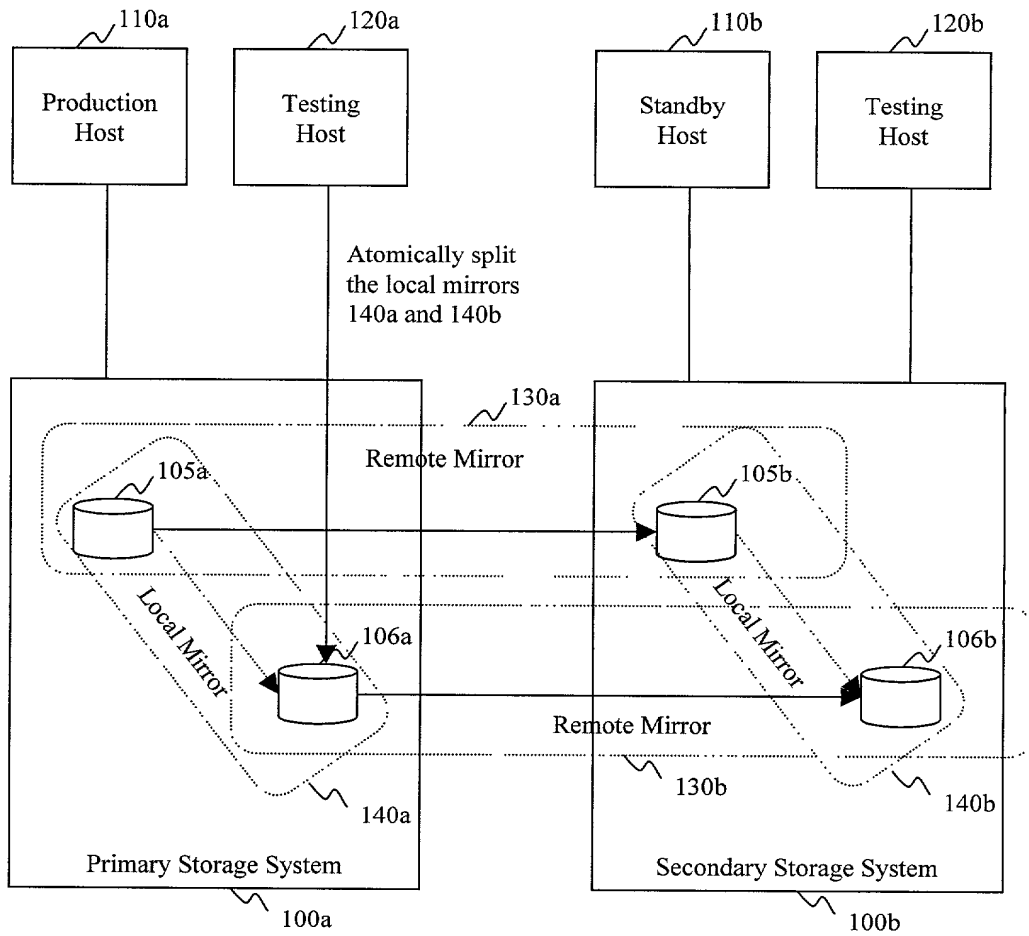 110a
120a
110b
120b
Production
Host
Testing
Host
Standby
Host
Testing
Host
Atomically split
the local mirrors
140a and 140b
130a
Remote Mirror
105a
105b
Local Mirror
Local Mirror
106a
106b
Remote Mirror
130b
140a
140b
Primary Storage System
Secondary Storage System
100a
100b